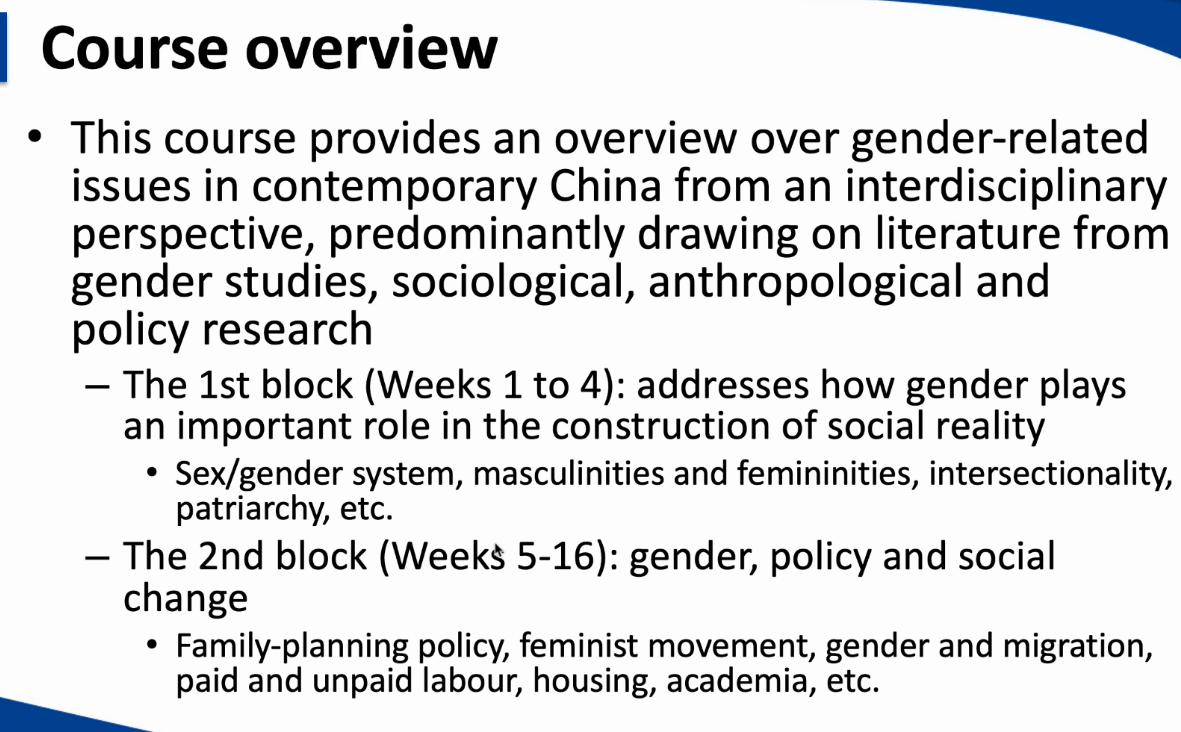 Course overview
• This course provides an overview over gender-related
issues in contemporary China from an interdisciplinary
perspective, predominantly drawing on literature from
gender studies, sociological, anthropological and
policy research
– The 1st block (Weeks 1 to 4): addresses how gender plays
an important role in the construction of social reality
• Sex/gender system, masculinities and femininities, intersectionality,
patriarchy, etc.
– The 2nd block (Weeks 5-16): gender, policy and social
change
• Family-planning policy, feminist movement, gender and migration,
paid and unpaid labour, housing, academia, etc.